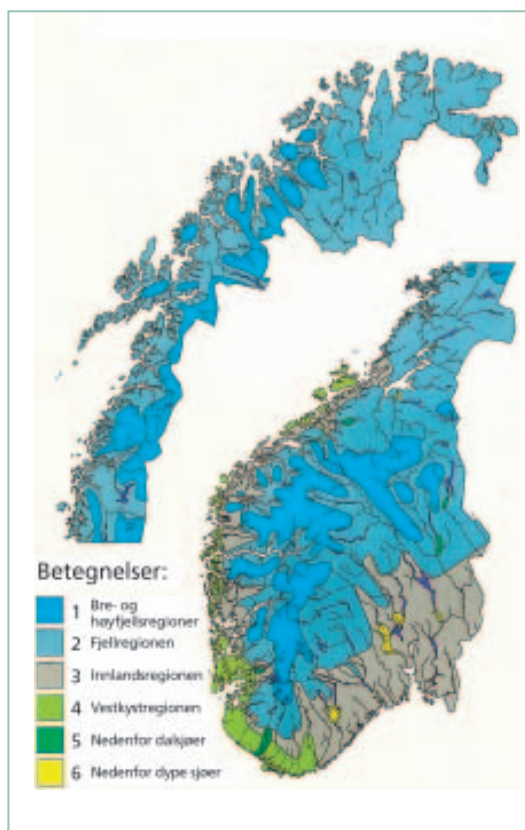 Betegnelser:
1 Bre- og
høyfjellsregioner
2 Fjellregionen
3 Innlandsregionen
4 Vestkystregionen
5 Nedenfor dalsjøer
6 Nedenfor dype sjøer